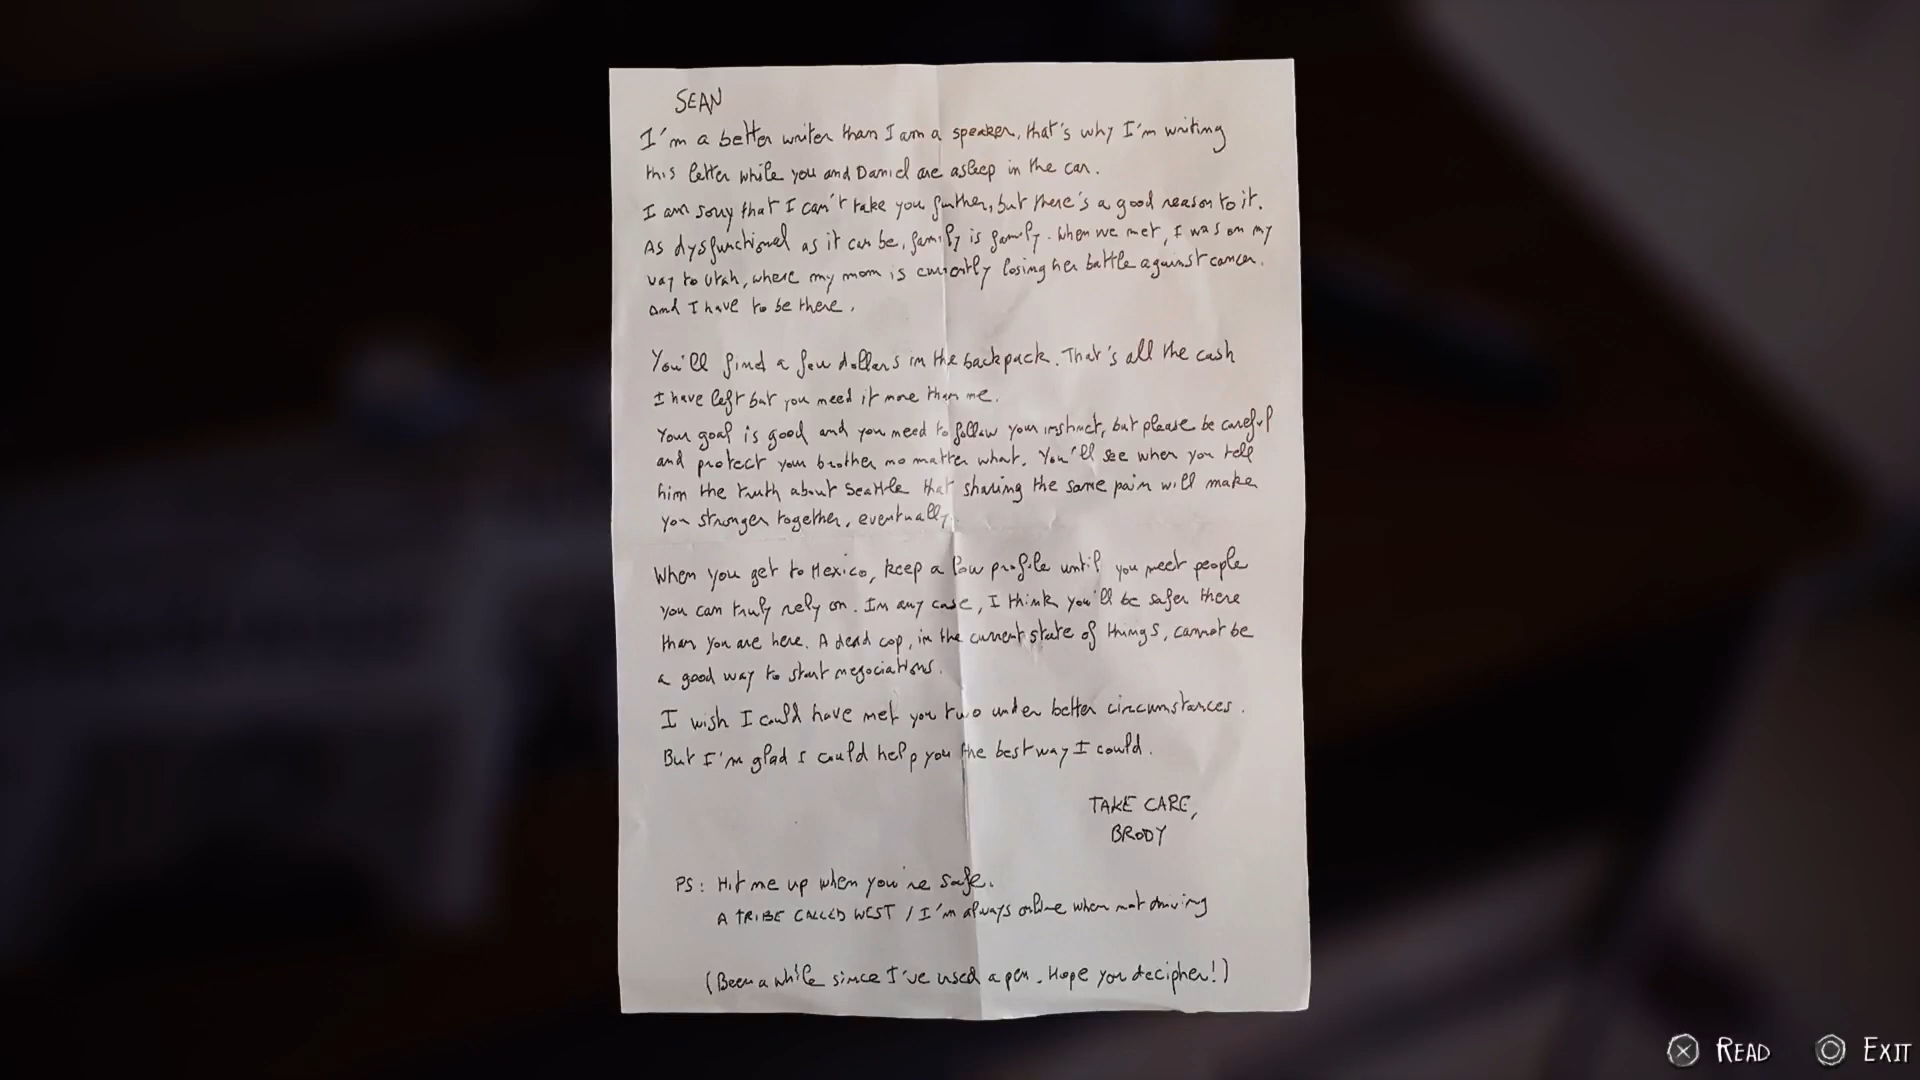 SEAN
I'm a better writer than I am a speaker, that's why I'm writing
this letter while you and Daniel are asleep in the car.
I am sorry that I can't take you further, but there's a good reason to it.
As dysfunctional as it can be, family is family. When we met, I was on my
way to Utah, where my mom is currently losing her battle against cancer.
and I have to be there.
You'll find a few dollars in the backpack. That's all the cash
I have left but you need it more than me.
Your goal is good and you need to follow your instinct, but please be careful
and protect your brother no matter what. You'll see when you tell
him the truth about Seattle that sharing the same pain will make
you stronger together, eventually.
When you get to Mexico, keep a low profile until you meet people
you can truly rely on. In any case, I think you'll be safer there
than you are here. A dead cop, in the current state of things, cannot be
a good way to start negociations.
I wish I could have met you two under better circumstances.
But I'm glad I could help you the best way I could.
TAKE CARE,
BRODY
PS: Hit me up when you're safe.
A TRIBE CALLED WEST / I'm always online when not driving
(Been a while since I've used a pen. Hope you decipher!)
READ EXIT